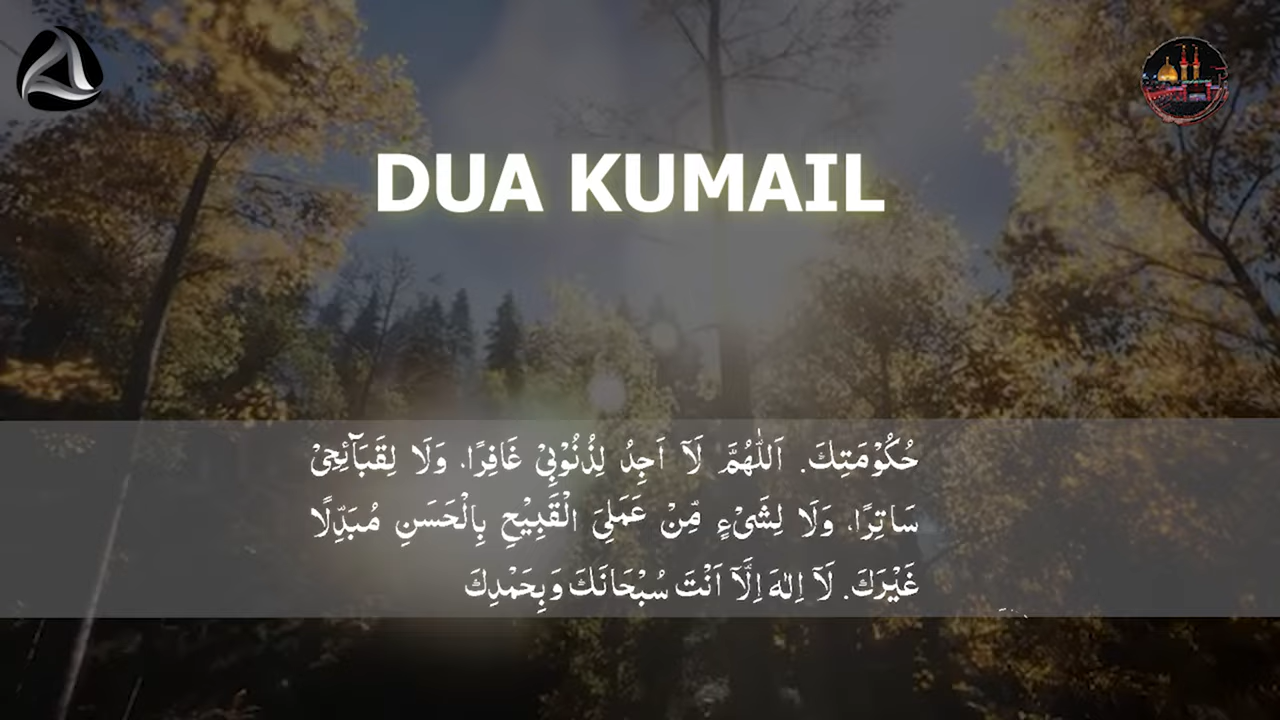 DUA KUMAIL
حُكُوْمَتِكَ. اَللّٰهُمَّ لَآ اَجِدُ لِذُنُوْبِيْ غَافِرًا، وَلَا لِقَبَآئِحِيْ
سَاتِرًا، وَلَا لِشَىْءٍ مِّنْ عَمَلِىَ الْقَبِيْحِ بِالْحَسَنِ مُبَدِّلًا
غَيْرَكَ. لَآ اِلٰهَ اِلَّآ اَنْتَ سُبْحَانَكَ وَبِحَمْدِكَ